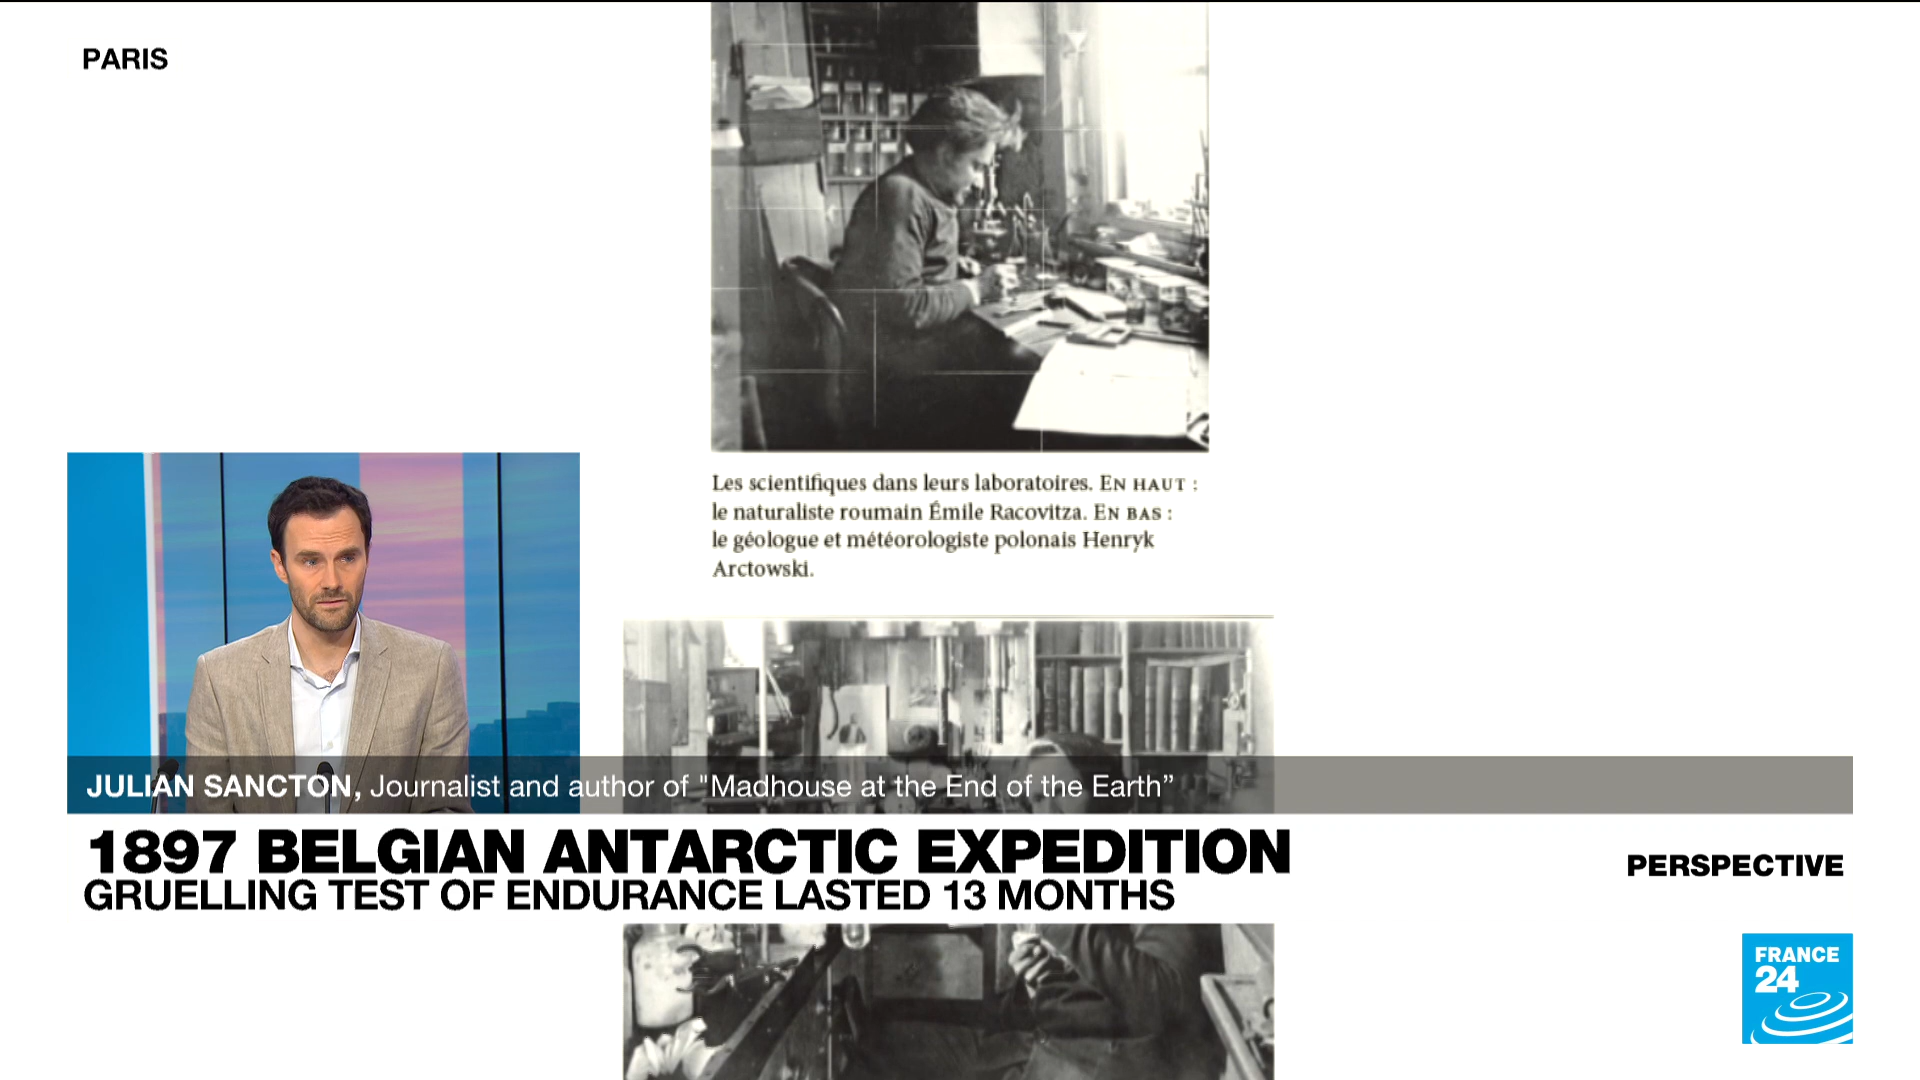 PARIS
Les scientifiques dans leurs laboratoires. EN HAUT :
le naturaliste roumain Émile Racovitza. EN BAS :
le géologue et météorologiste polonais Henryk
Arctowski.
JULIAN SANCTON, Journalist and author of "Madhouse at the End of the Earth”
1897 BELGIAN ANTARCTIC EXPEDITION
GRUELLING TEST OF ENDURANCE LASTED 13 MONTHS
PERSPECTIVE
FRANCE
24